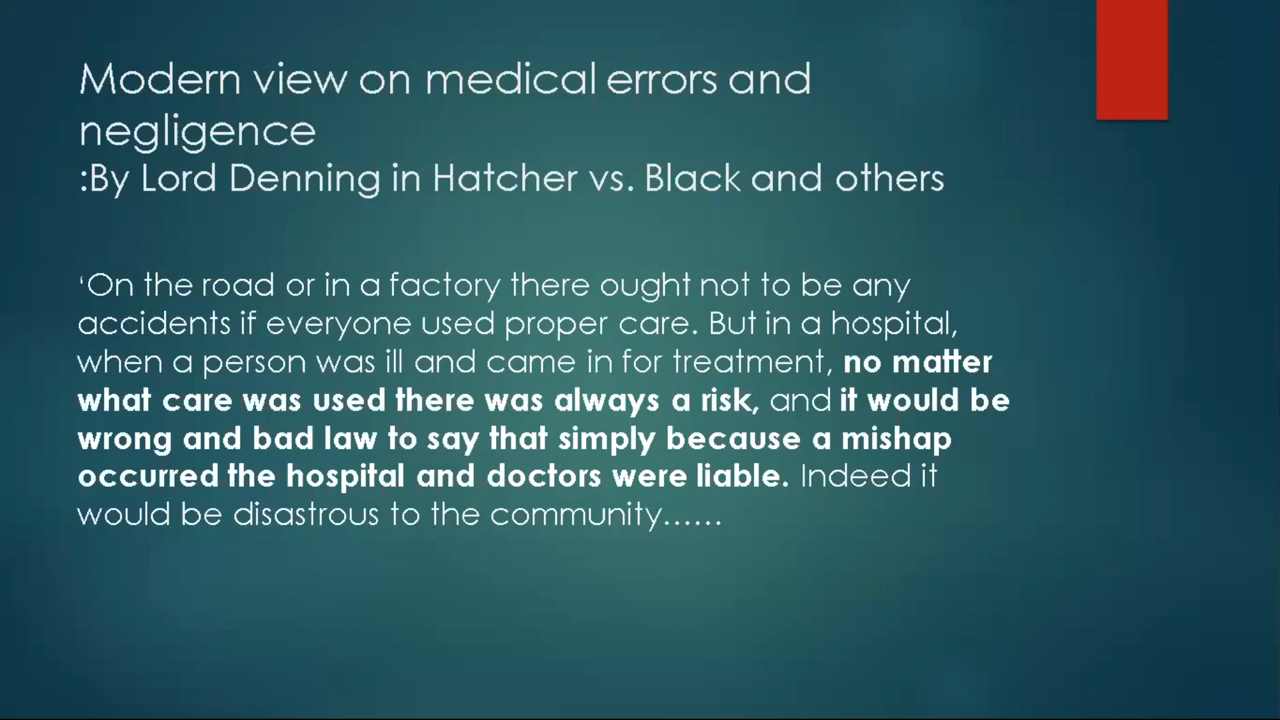 Modern view on medical errors and
negligence
:By Lord Denning in Hatcher vs. Black and others
‘On the road or in a factory there ought not to be any
accidents if everyone used proper care. But in a hospital,
when a person was ill and came in for treatment, no matter
what care was used there was always a risk, and it would be
wrong and bad law to say that simply because a mishap
occurred the hospital and doctors were liable. Indeed it
would be disastrous to the community……